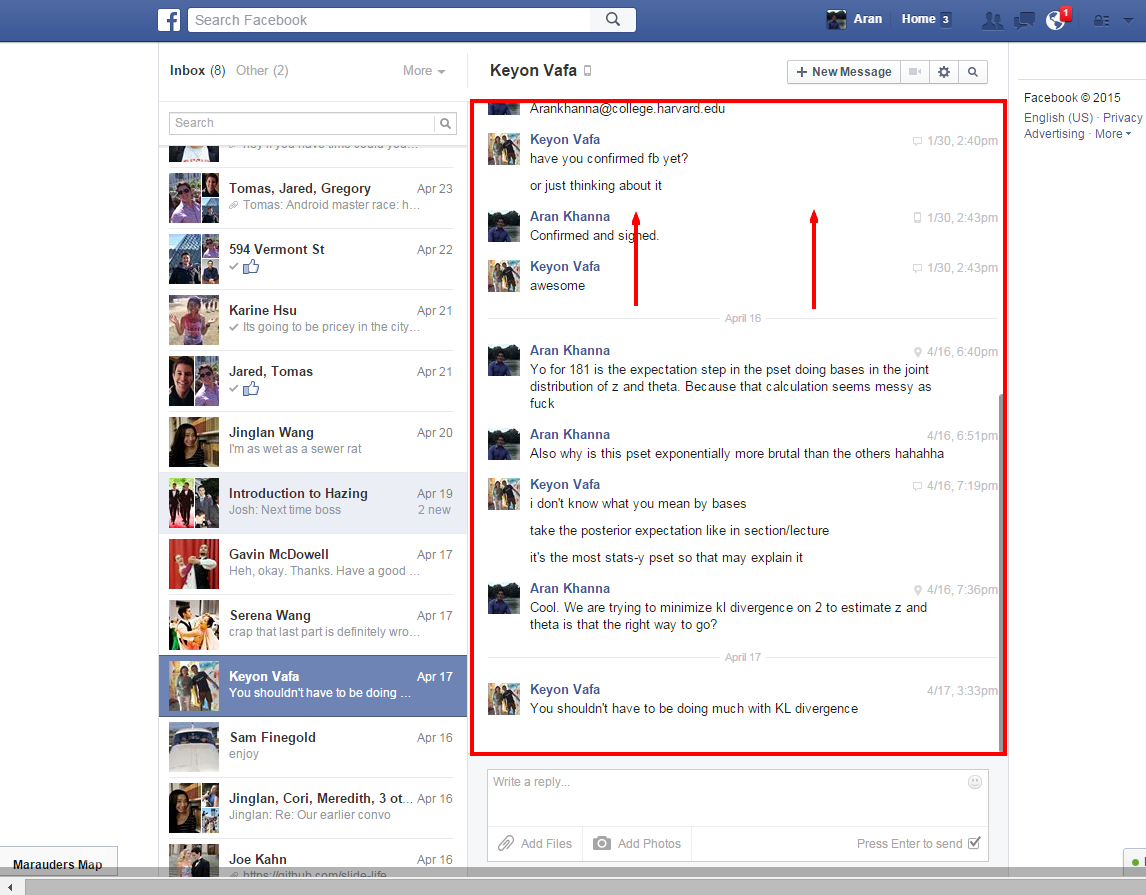 Search Facebook
Aran
Home 3
1
Inbox (8) Other (2)
More
Keyon Vafa
+ New Message
Search
Tomas, Jared, Gregory Apr 23
Tomas: Android master race: h...
594 Vermont St Apr 22
Karine Hsu Apr 21
Its going to be pricey in the city...
Jared, Tomas Apr 21
Jinglan Wang Apr 20
I'm as wet as a sewer rat
Introduction to Hazing Apr 19
Josh: Next time boss 2 new
Gavin McDowell Apr 17
Heh, okay. Thanks. Have a good ...
Serena Wang Apr 17
crap that last part is definitely wro...
Keyon Vafa Apr 17
You shouldn't have to be doing ...
Sam Finegold Apr 16
enjoy
Jinglan, Cori, Meredith, 3 ot... Apr 16
Jinglan: Re: Our earlier convo
Joe Kahn Apr 16
https://github.com/slide-life
Arankhanna@college.harvard.edu
Keyon Vafa 1/30, 2:40pm
have you confirmed fb yet?
or just thinking about it
Aran Khanna 1/30, 2:43pm
Confirmed and signed.
Keyon Vafa 1/30, 2:43pm
awesome
April 16
Aran Khanna 4/16, 6:40pm
Yo for 181 is the expectation step in the pset doing bases in the joint
distribution of z and theta. Because that calculation seems messy as
fuck
Aran Khanna 4/16, 6:51pm
Also why is this pset exponentially more brutal than the others hahahha
Keyon Vafa 4/16, 7:19pm
i don't know what you mean by bases
take the posterior expectation like in section/lecture
it's the most stats-y pset so that may explain it
Aran Khanna 4/16, 7:36pm
Cool. We are trying to minimize kl divergence on 2 to estimate z and
theta is that the right way to go?
April 17
Keyon Vafa 4/17, 3:33pm
You shouldn't have to be doing much with KL divergence
Write a reply...
Add Files
Add Photos
Press Enter to send
Facebook © 2015
English (US) · Privacy
Advertising · More
Marauders Map